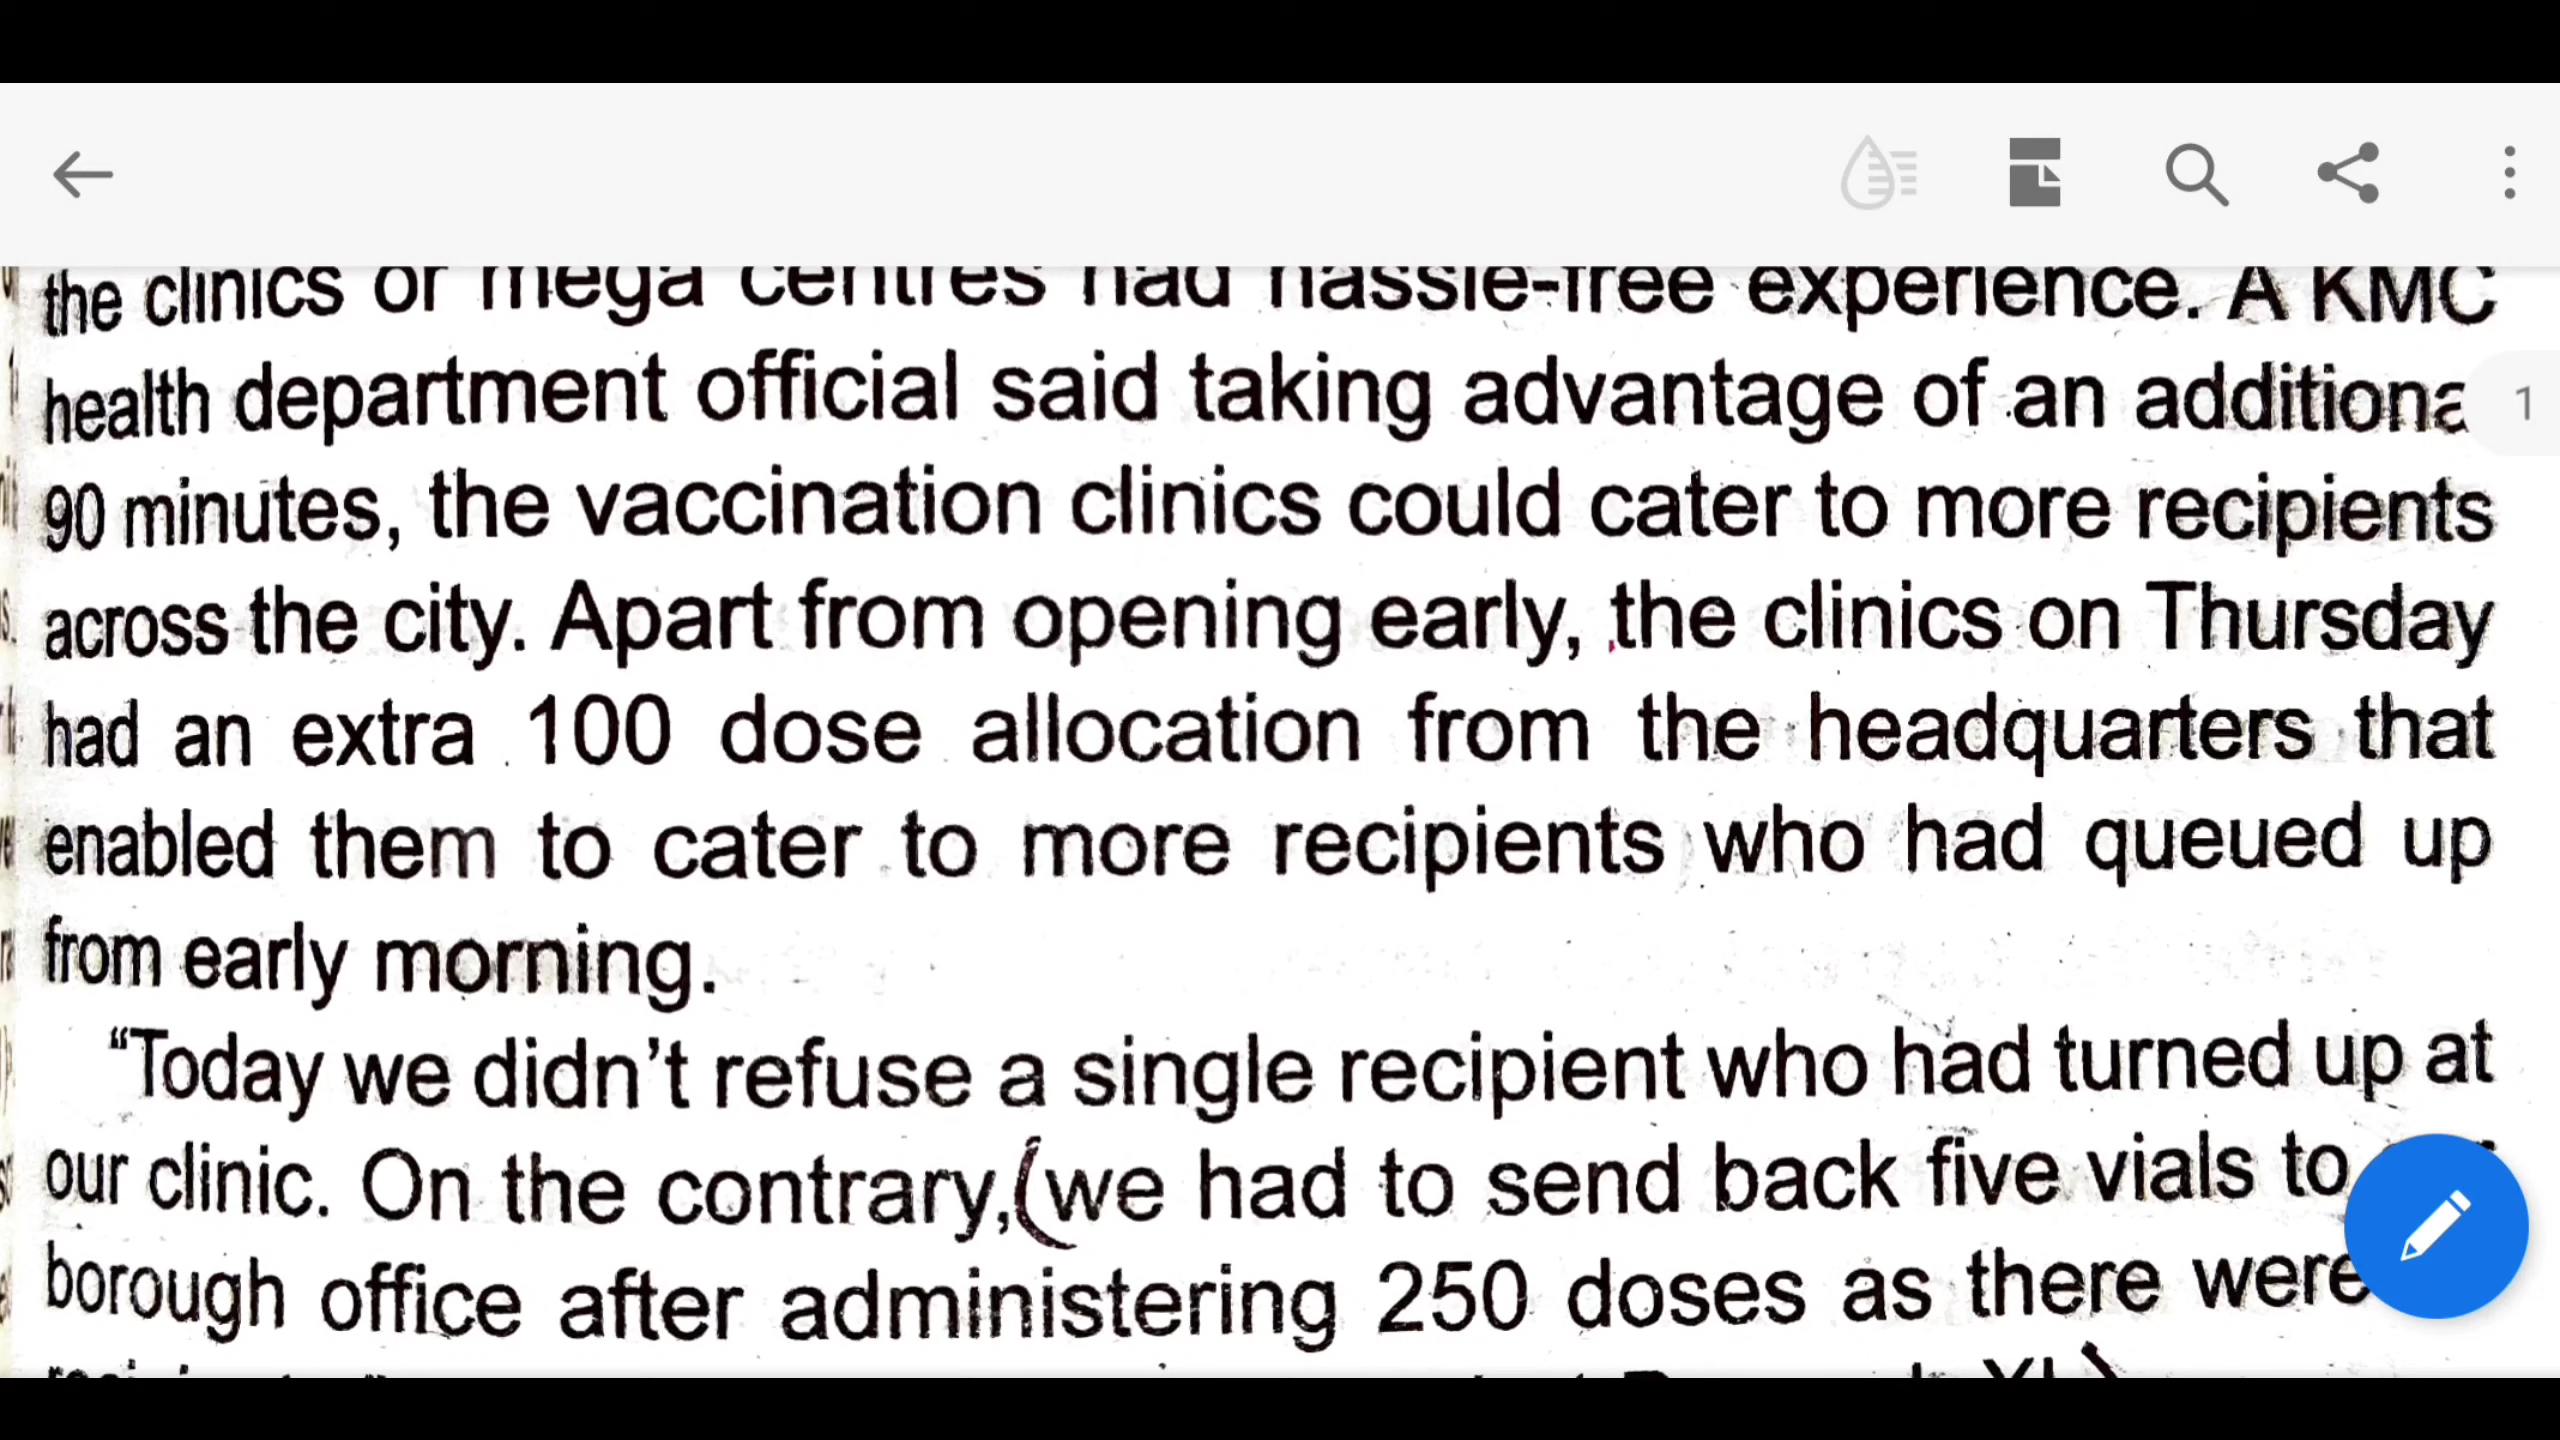 the clinics or mega centres had hassle-free experience. A KMC
health department official said taking advantage of an
1
90 minutes, the vaccination clinics could cater to more recipients
across the city. Apart from opening early, the clinics on Thursday
had an extra 100 dose allocation from the headquarters that
enabled them to cater to more recipients who had queued up
from early morning.
“Today we didn’t refuse a single recipient who had turned up at
our clinic. On the contrary,(we had to send back five vials to
borough office after administering 250 doses as there were